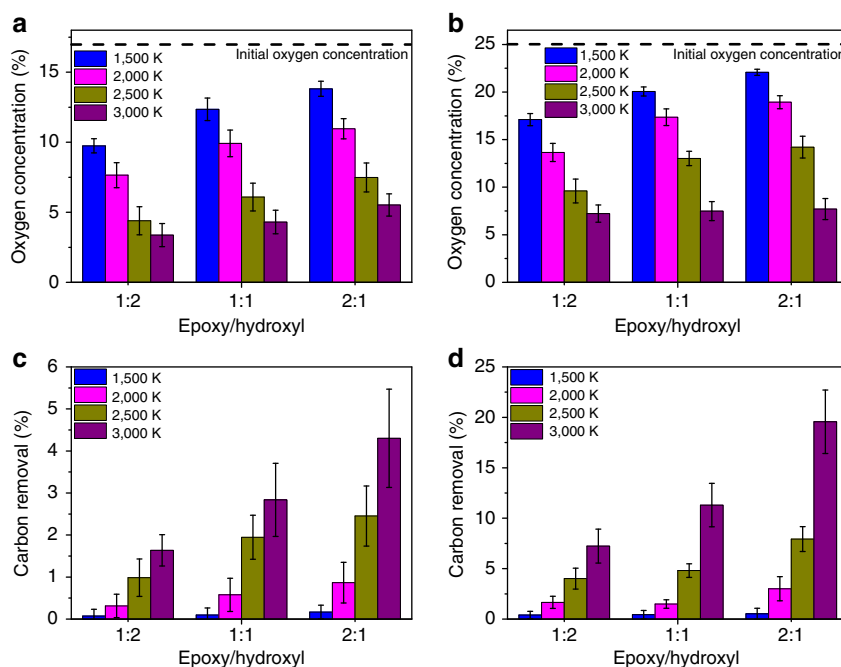 a
Oxygen concentration (%)
15
10
5
0
1,500 K
2,000 K
2,500 K
3,000 K
Initial oxygen concentration
1:2
1:1
2:1
Epoxy/hydroxyl
b
Oxygen concentration (%)
25
20
15
10
5
0
1,500 K
2,000 K
2,500 K
3,000 K
Initial oxygen concentration
1:2
1:1
2:1
Epoxy/hydroxyl
c
Carbon removal (%)
6
5
4
3
2
1
0
1,500 K
2,000 K
2,500 K
3,000 K
1:2
1:1
2:1
Epoxy/hydroxyl
d
Carbon removal (%)
25
20
15
10
5
0
1,500 K
2,000 K
2,500 K
3,000 K
1:2
1:1
2:1
Epoxy/hydroxyl